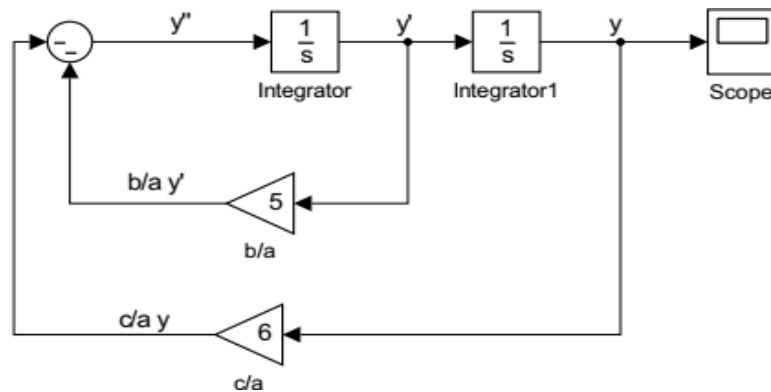 y" y' y
1
s
1
s
Integrator Integrator1 Scope
b/a y' 5
b/a
c/a y 6
c/a